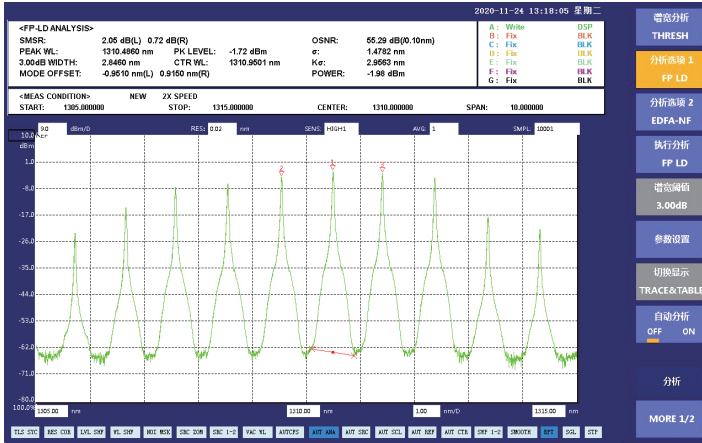 2020-11-24 13:18:05 星期二
<FP-LD ANALYSIS>
SMSR: 2.05 dB(L) 0.72 dB(R) OSNR: 55.29 dB(/0.10nm)
PEAK WL: 1310.4860 nm PK LEVEL: -1.72 dBm σ: 1.4782 nm
3.00dB WIDTH: 2.8460 nm CTR WL: 1310.9501 nm Kσ: 2.9563 nm
MODE OFFSET: -0.9510 nm(L) 0.9150 nm(R) POWER: -1.98 dBm
A: Write DSP
B: Fix BLK
C: Fix BLK
D: Fix BLK
E: Fix BLK
F: Fix BLK
G: Fix BLK
<MEAS CONDITION> NEW 2X SPEED
START: 1305.000000 STOP: 1315.000000 CENTER: 1310.000000 SPAN: 10.000000
9.0 dBm/D RES: 0.02 nm SENS: HIGH1 AVG: 1 SMPL: 10001
10.0 REF
dBm
1.0
-8.0
-17.0
-26.0
-35.0
-44.0
-53.0
-62.0
-71.0
-80.0
100.0%
2 1 2
1305.00 nm 1310.00 nm 1.00 nm/D 1315.00 nm
TLS SYC RES COR LVL SHF WL SHF NOI MSK SRC ZOM SRC 1-2 VAC WL AUTCFS AUT ANA AUT SRC AUT SCL AUT REF AUT CTR SWP 1-2 SMOOTH RPT SGL STP
谱宽分析
THRESH
分析选项 1
FP LD
分析选项 2
EDFA-NF
执行分析
FP LD
谱宽阈值
3.00dB
参数设置
切换显示
TRACE&TABLE
自动分析
OFF ON
分析
MORE 1/2